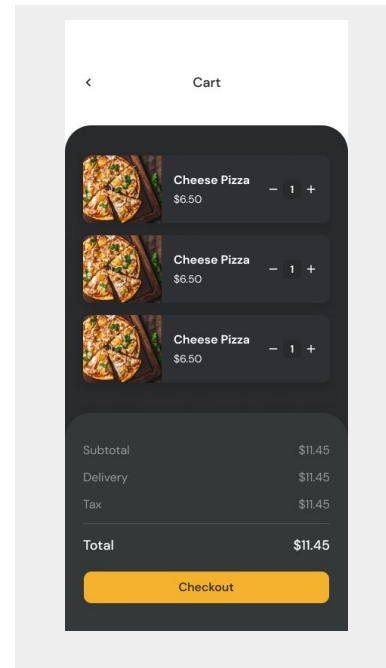 Cart
Cheese Pizza
$6.50
− 1 +
Cheese Pizza
$6.50
− 1 +
Cheese Pizza
$6.50
− 1 +
Subtotal $11.45
Delivery $11.45
Tax $11.45
Total $11.45
Checkout